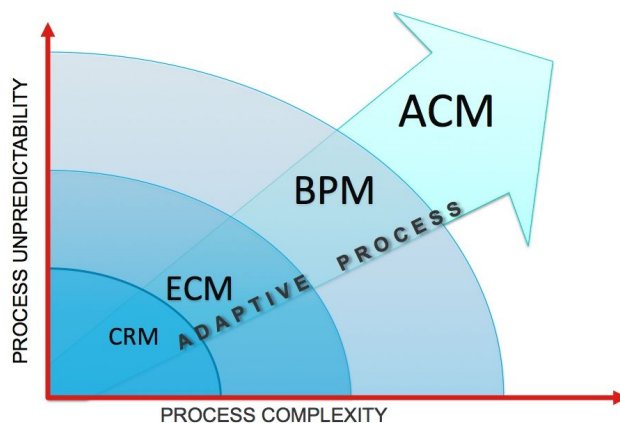 PROCESS UNPREDICTABILITY
ACM
BPM
ECM
CRM
ADAPTIVE PROCESS
PROCESS COMPLEXITY